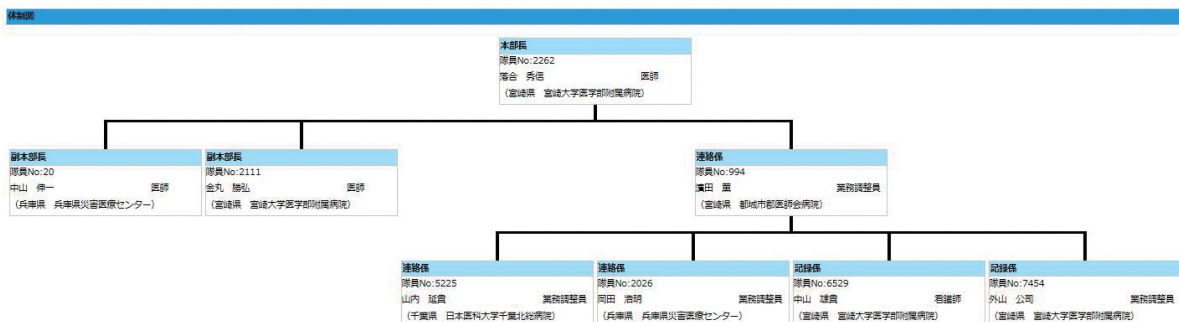 体制図
本部長
隊員No:2262
落合 秀信 医師
（宮崎県 宮崎大学医学部附属病院）
副本部長
隊員No:20
中山 伸一 医師
（兵庫県 兵庫県災害医療センター）
副本部長
隊員No:2111
金丸 勝弘 医師
（宮崎県 宮崎大学医学部附属病院）
連絡係
隊員No:994
濱田 薫 業務調整員
（宮崎県 都城市郡医師会病院）
連絡係
隊員No:5225
山内 延貴 業務調整員
（千葉県 日本医科大学千葉北総病院）
連絡係
隊員No:2026
岡田 浩明 業務調整員
（兵庫県 兵庫県災害医療センター）
記録係
隊員No:6529
中山 雄貴 看護師
（宮崎県 宮崎大学医学部附属病院）
記録係
隊員No:7454
外山 公司 業務調整員
（宮崎県 宮崎大学医学部附属病院）